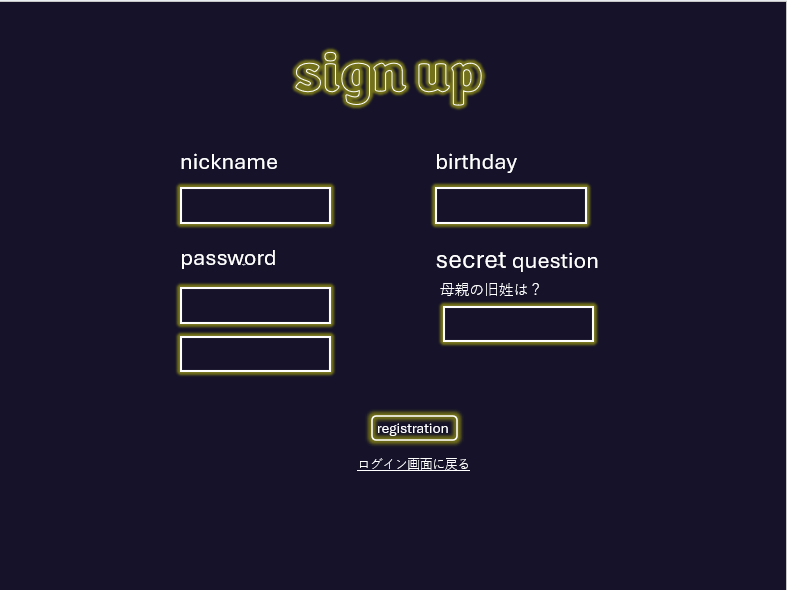 sign up
nickname
birthday
password
secret question
母親の旧姓は？
registration
ログイン画面に戻る